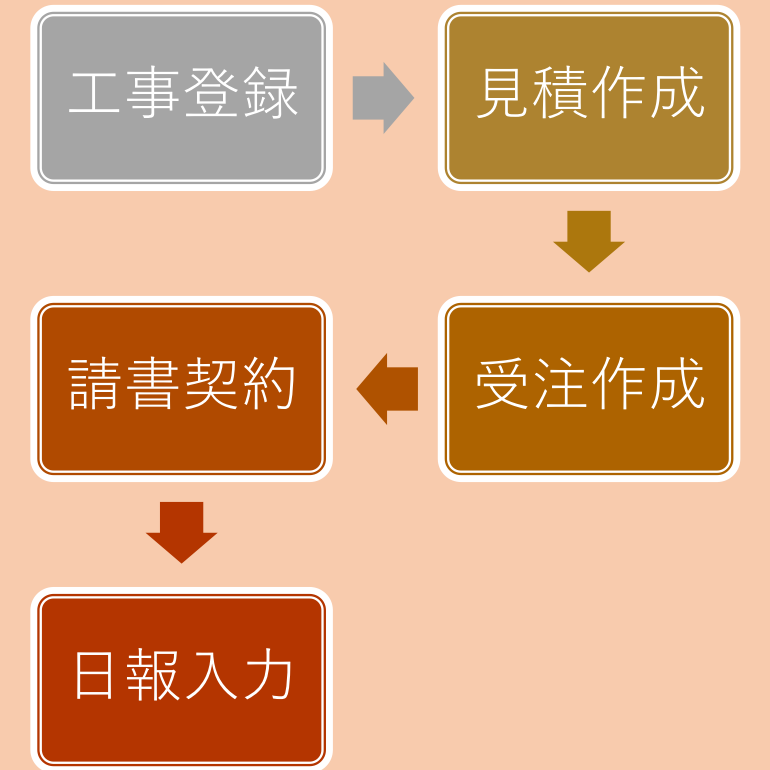 工事登録
見積作成
受注作成
請書契約
日報入力